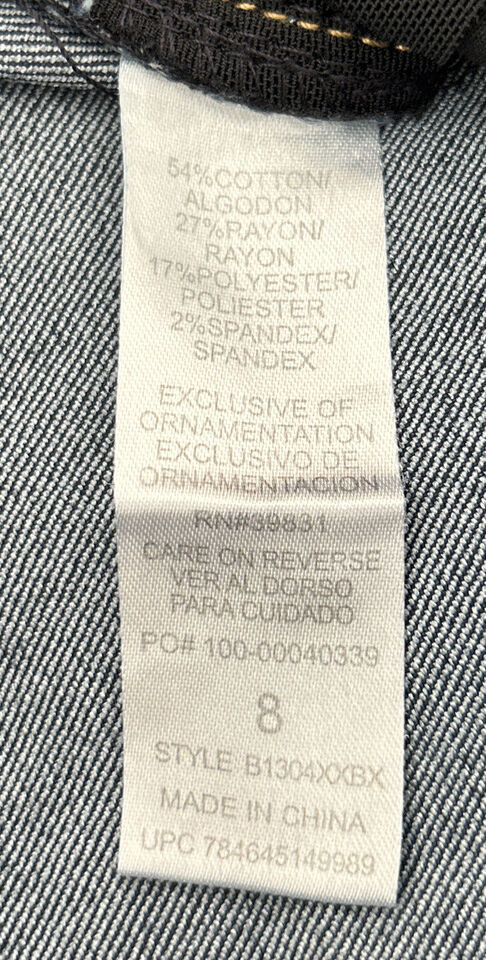 54%COTTON/
ALGODON
27%RAYON/
RAYON
17%POLYESTER/
POLIESTER
2%SPANDEX/
SPANDEX
EXCLUSIVE OF
ORNAMENTATION
EXCLUSIVO DE
ORNAMENTACION
RN#39831
CARE ON REVERSE
VER AL DORSO
PARA CUIDADO
PO# 100-00040339
8
STYLE B1304XXBX
MADE IN CHINA
UPC 784645149989